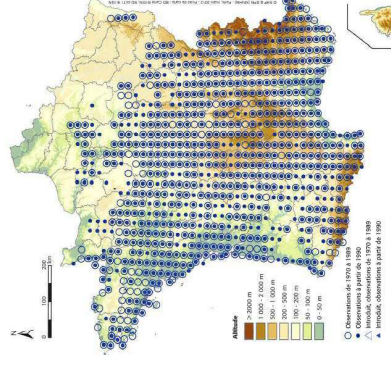 N
0 100 200 km
Altitude
> 2000 m
1 000 - 2 000 m
500 - 1 000 m
200 - 500 m
100 - 200 m
50 - 100 m
0 - 50 m
Observations de 1970 à 1989
Observations à partir de 1990
Introduit, observations de 1970 à 1989
Introduit, observations à partir de 1990